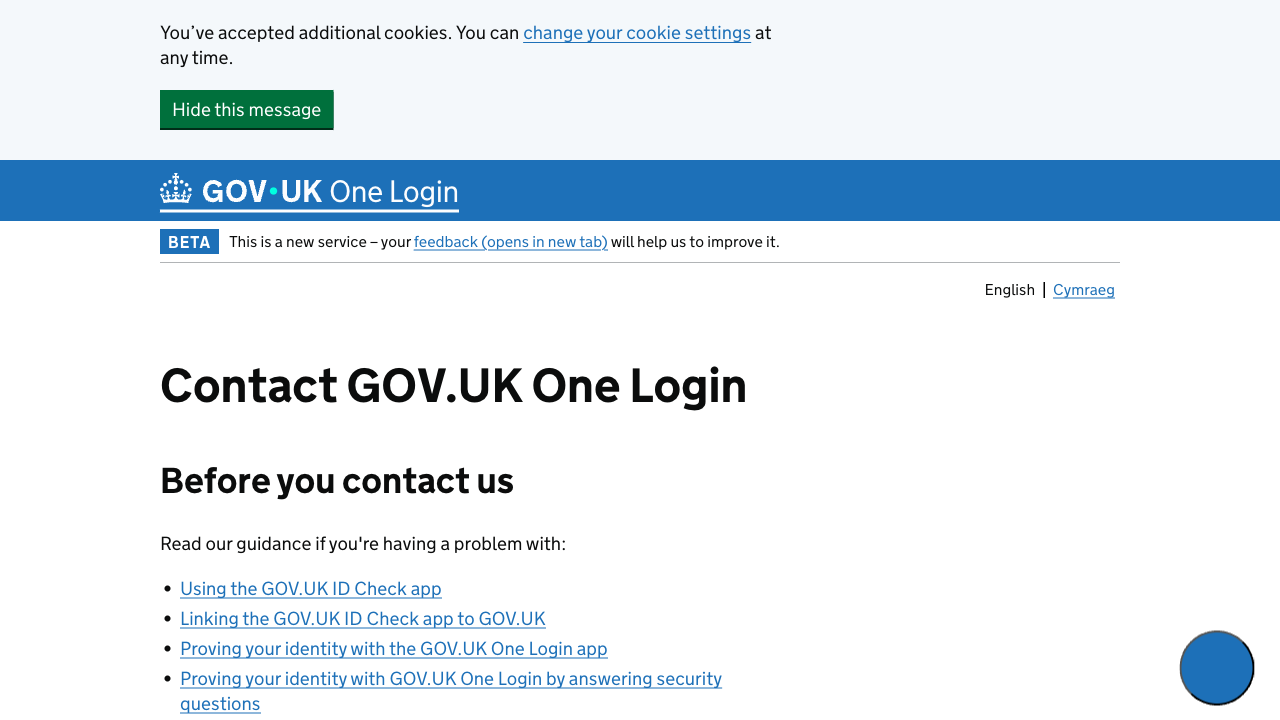 You’ve accepted additional cookies. You can change your cookie settings at
any time.
Hide this message
GOV•UK One Login
BETA This is a new service – your feedback (opens in new tab) will help us to improve it.
English | Cymraeg
Contact GOV.UK One Login
Before you contact us
Read our guidance if you're having a problem with:
• Using the GOV.UK ID Check app
• Linking the GOV.UK ID Check app to GOV.UK
• Proving your identity with the GOV.UK One Login app
• Proving your identity with GOV.UK One Login by answering security
questions